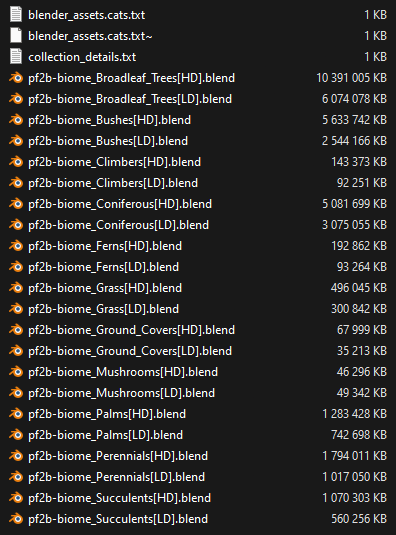 blender_assets.cats.txt 1 KB
blender_assets.cats.txt~ 1 KB
collection_details.txt 1 KB
pf2b-biome_Broadleaf_Trees[HD].blend 10 391 005 KB
pf2b-biome_Broadleaf_Trees[LD].blend 6 074 078 KB
pf2b-biome_Bushes[HD].blend 5 633 742 KB
pf2b-biome_Bushes[LD].blend 2 544 166 KB
pf2b-biome_Climbers[HD].blend 143 373 KB
pf2b-biome_Climbers[LD].blend 92 251 KB
pf2b-biome_Coniferous[HD].blend 5 081 699 KB
pf2b-biome_Coniferous[LD].blend 3 075 055 KB
pf2b-biome_Ferns[HD].blend 192 862 KB
pf2b-biome_Ferns[LD].blend 93 264 KB
pf2b-biome_Grass[HD].blend 496 045 KB
pf2b-biome_Grass[LD].blend 300 842 KB
pf2b-biome_Ground_Covers[HD].blend 67 999 KB
pf2b-biome_Ground_Covers[LD].blend 35 213 KB
pf2b-biome_Mushrooms[HD].blend 46 296 KB
pf2b-biome_Mushrooms[LD].blend 49 342 KB
pf2b-biome_Palms[HD].blend 1 283 428 KB
pf2b-biome_Palms[LD].blend 742 698 KB
pf2b-biome_Perennials[HD].blend 1 794 011 KB
pf2b-biome_Perennials[LD].blend 1 017 050 KB
pf2b-biome_Succulents[HD].blend 1 070 303 KB
pf2b-biome_Succulents[LD].blend 560 256 KB